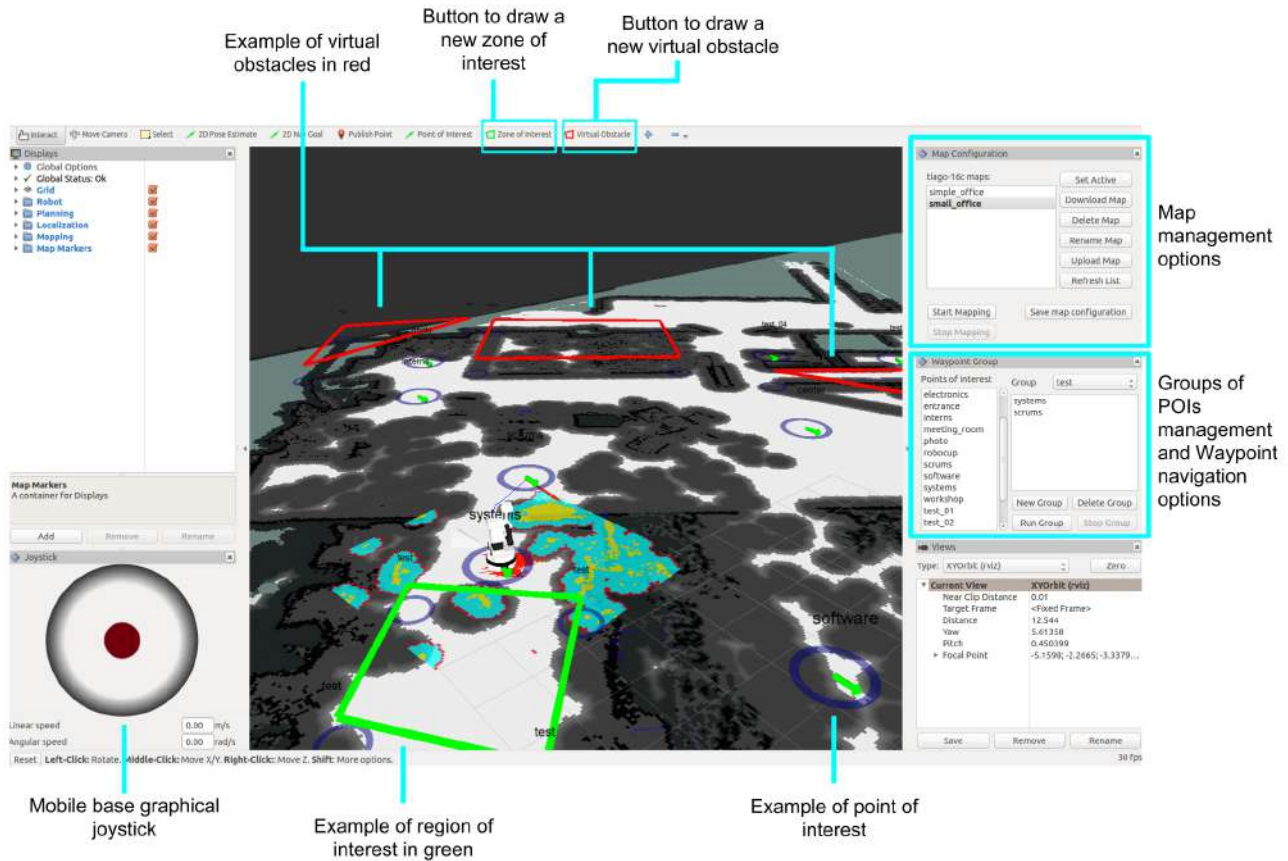 Button to draw a
new zone of
interest
Button to draw a
new virtual obstacle
Example of virtual
obstacles in red
Interact
Move Camera
Select
2D Pose Estimate
2D Nav Goal
Publish Point
Point of Interest
Zone of Interest
Virtual Obstacle
Displays
Global Options
Global Status: Ok
Grid
Robot
Planning
Localization
Mapping
Map Markers
Map Markers
A container for Displays
Add
Remove
Rename
Joystick
Linear speed
0.00 m/s
Angular speed
0.00 rad/s
Reset
Left-Click: Rotate. Middle-Click: Move X/Y. Right-Click:: Move Z. Shift: More options.
30 fps
test_04
center
systems
test
test
software
test
test
Map Configuration
tiago-16c maps:
simple_office
small_office
Set Active
Download Map
Delete Map
Rename Map
Upload Map
Refresh List
Start Mapping
Save map configuration
Stop Mapping
Map
management
options
Waypoint Group
Points of Interest
Group
test
electronics
entrance
interns
meeting_room
photo
robocup
scrums
software
systems
workshop
test_01
test_02
systems
scrums
New Group
Delete Group
Run Group
Stop Group
Groups of
POIs
management
and Waypoint
navigation
options
Views
Type:
XYOrbit (rviz)
Zero
Current View
XYOrbit (rviz)
Near Clip Distance
0.01
Target Frame
<Fixed Frame>
Distance
12.544
Yaw
5.61358
Pitch
0.450399
Focal Point
-5.1598; -2.2665; -3.3379...
Save
Remove
Rename
Mobile base graphical
joystick
Example of region of
interest in green
Example of point of
interest